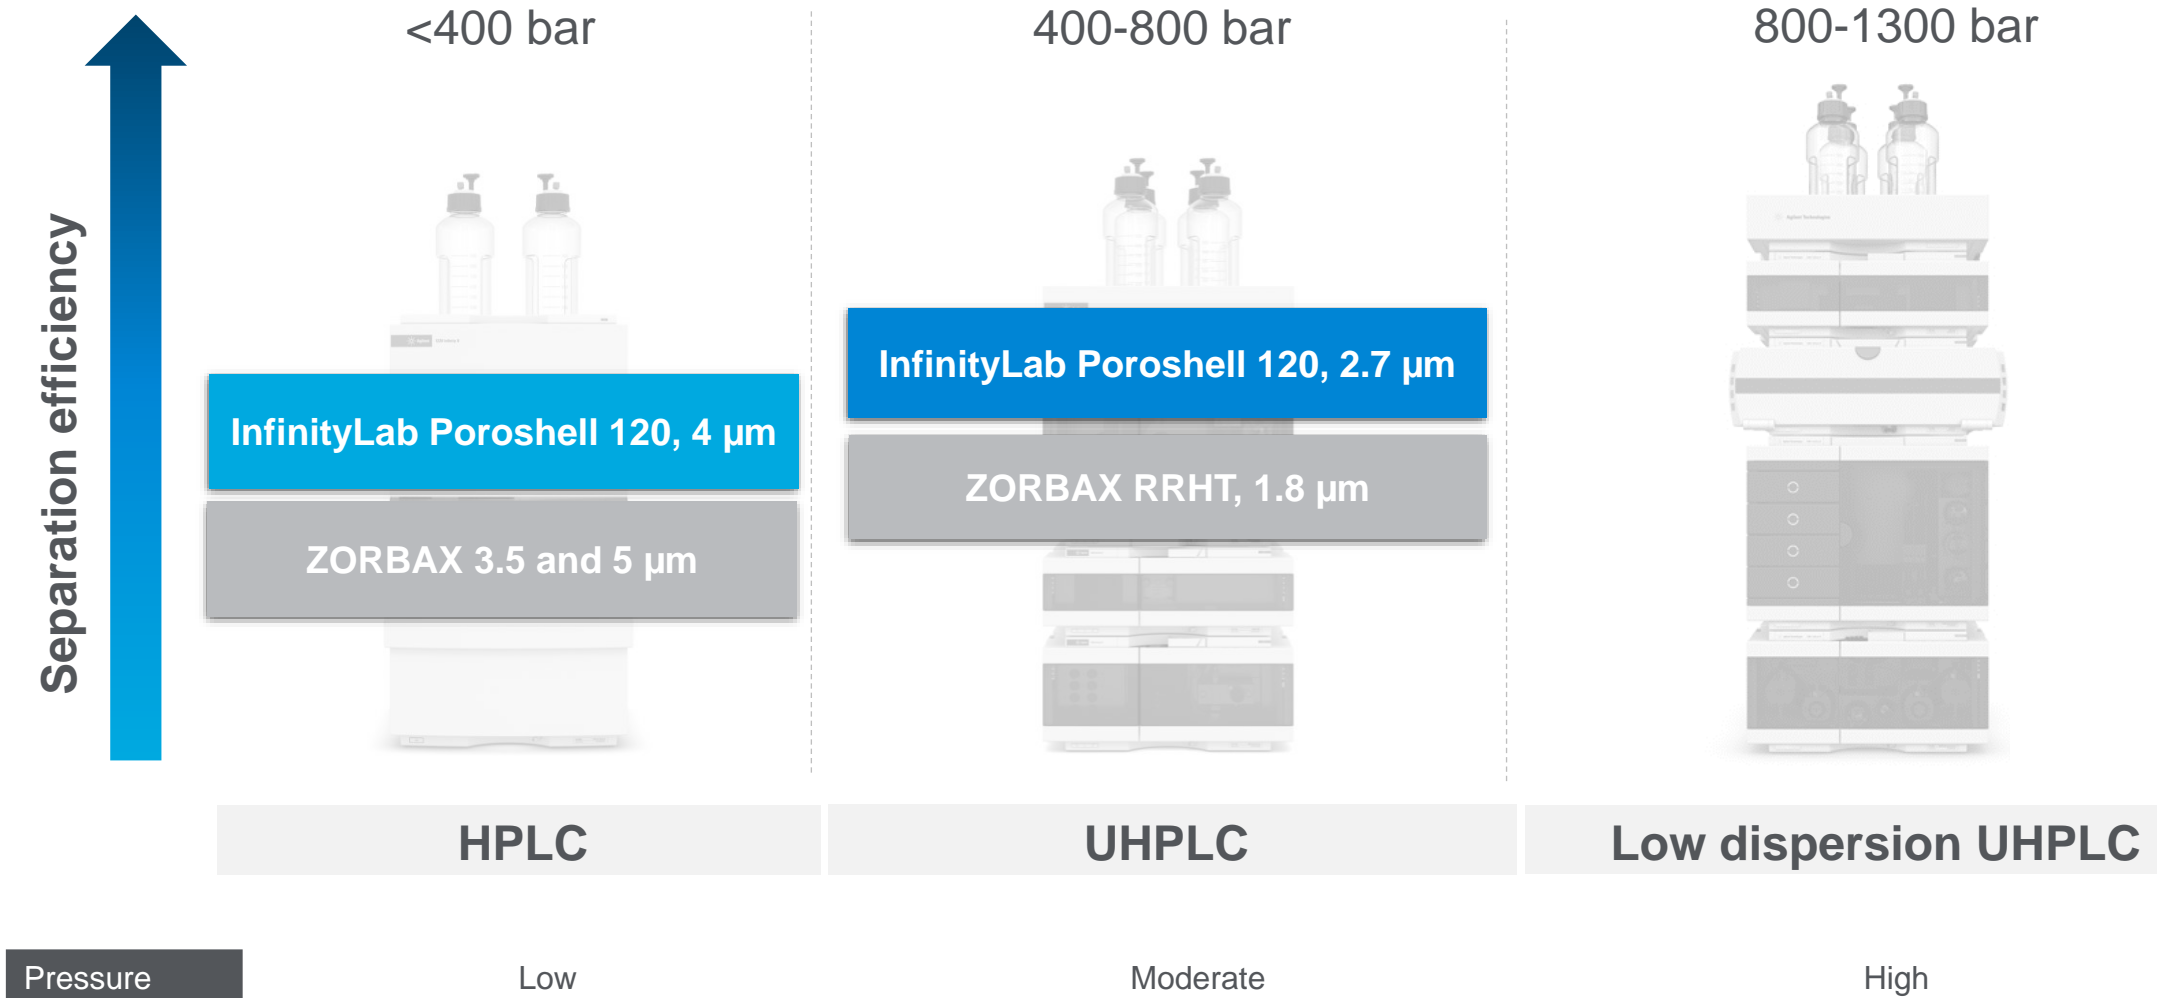 <400 bar
400-800 bar
800-1300 bar
Separation efficiency
InfinityLab Poroshell 120, 4 µm
ZORBAX 3.5 and 5 µm
InfinityLab Poroshell 120, 2.7 µm
ZORBAX RRHT, 1.8 µm
HPLC
UHPLC
Low dispersion UHPLC
Pressure
Low
Moderate
High